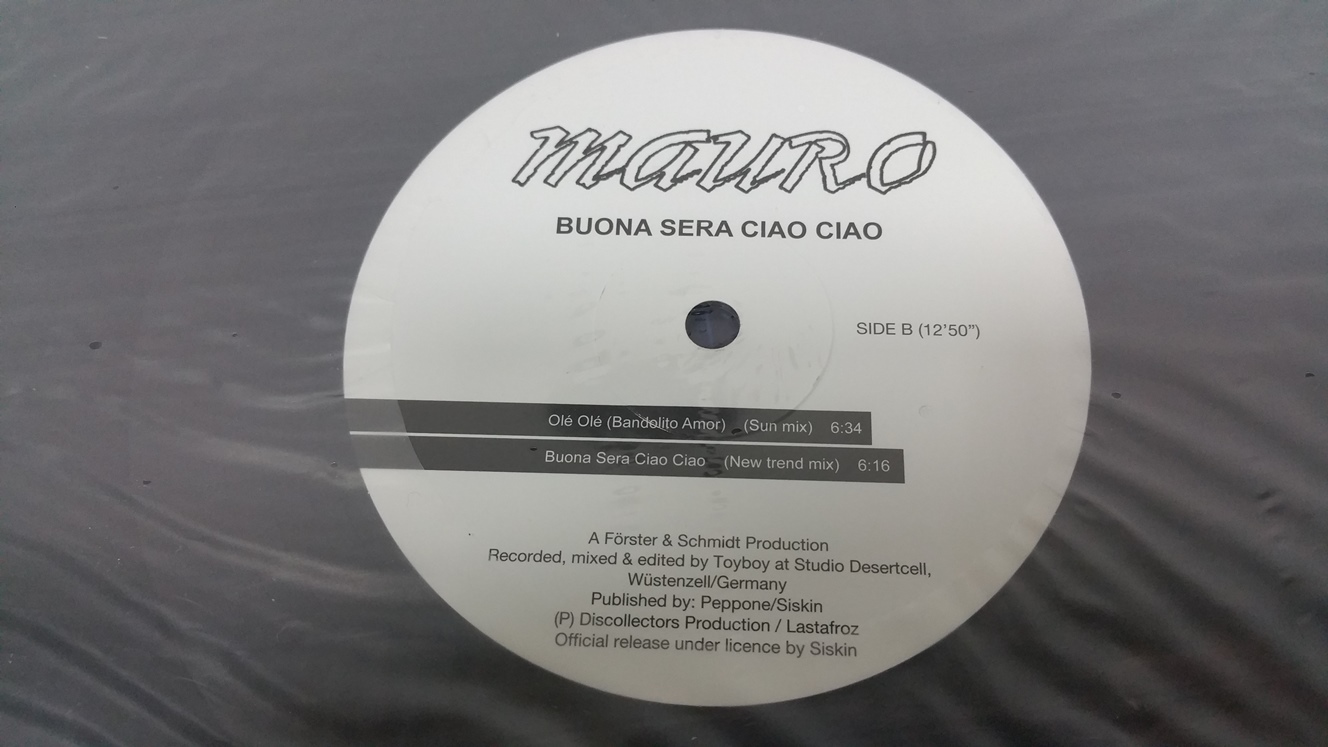 mauro
BUONA SERA CIAO CIAO
SIDE B (12'50")
Olé Olé (Bandolito Amor) (Sun mix) 6:34
Buona Sera Ciao Ciao (New trend mix) 6:16
A Förster & Schmidt Production
Recorded, mixed & edited by Toyboy at Studio Desertcell,
Wüstenzell/Germany
Published by: Peppone/Siskin
(P) Discollectors Production / Lastafroz
Official release under licence by Siskin